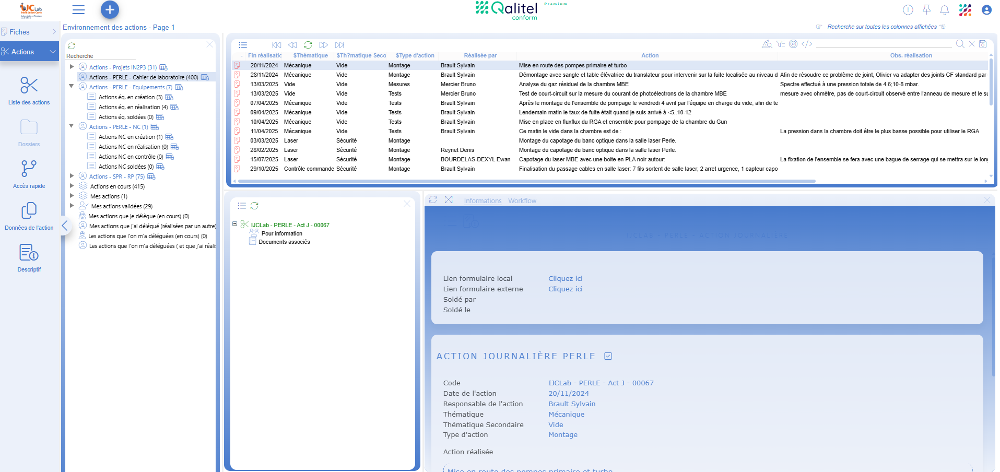 IJCLab
Irène Joliot-Curie
Qalitel Premium
conform
Fiches
Actions
Liste des actions
Dossiers
Accès rapide
Données de l'action
Descriptif
Environnement des actions - Page 1
Recherche sur toutes les colonnes affichées
Recherche
Actions - Projets IN2P3 (31)
Actions - PERLE - Cahier de laboratoire (400)
Actions - PERLE - Equipements (7)
Actions éq. en création (3)
Actions éq. en réalisation (4)
Actions éq. soldées (0)
Actions - PERLE - NC (1)
Actions NC en création (1)
Actions NC en réalisation (0)
Actions NC en contrôle (0)
Actions NC soldées (0)
Actions - SPR - RP (75)
Actions en cours (415)
Mes actions (1)
Mes actions validées (29)
Mes actions que je délègue (en cours) (0)
Mes actions que j'ai délégué (réalisées par un autre)
Les actions que l'on m'a déléguées (en cours) (0)
Les actions que l'on m'a déléguées ( et que j'ai réali
- Fin réalisatic $Thématique $Th?matique Seco $Type d'action Réalisée par Action Obs. réalisation
20/11/2024 Mécanique Vide Montage Brault Sylvain Mise en route des pompes primaire et turbo
28/11/2024 Mécanique Vide Montage Brault Sylvain Démontage avec sangle et table élévatrice du translateur pour intervenir sur la fuite localisée au niveau d Afin de résoudre ce problème de joint, Olivier va adapter des joints CF standard par
13/03/2025 Vide Mesures Mercier Bruno Analyse du gaz résiduel de la chambre MBE Spectre effectué à une pression totale de 4.6;10-8 mbar.
13/03/2025 Vide Tests Mercier Bruno Test de court-circuit sur la mesure du courant de photoélectrons de la chambre MBE mesure avec ohmètre, pas de court-circuit observé entre l'anneau de mesure et le su
07/04/2025 Mécanique Vide Tests Brault Sylvain Après le montage de l'ensemble de pompage le vendredi 4 avril par l'équipe en charge du vide, afin de te
09/04/2025 Mécanique Vide Tests Brault Sylvain Lendemain matin le taux de fuite était quand je suis arrivé à <5..10-12
10/04/2025 Mécanique Vide Tests Brault Sylvain Mise en place en fluxflux du RGA et ensemble pour pompage de la chambre du Gun
11/04/2025 Mécanique Vide Tests Brault Sylvain Ce matin le vide dans la chambre est de : La pression dans la chambre doit être le plus basse possible pour utiliser le RGA
03/03/2025 Laser Sécurité Montage Montage du capotage du banc optique dans la salle laser Perle.
28/02/2025 Laser Sécurité Montage Reynet Denis Montage du capotage du banc optique dans la salle laser Perle.
15/07/2025 Laser Sécurité Montage BOURDELAS-DEXYL Ewan Capotage du laser MBE avec une boite en PLA noir autour: La fixation de l'ensemble se fera avec une bague de serrage qui se mettra sur le long
29/10/2025 Contrôle commande Sécurité Montage Brault Sylvain Finalisation du passage cables en salle laser: 7 fils sortent de salle laser; 2 arret urgence, 1 capteur capo
IJCLab - PERLE - Act J - 00067
Pour information
Documents associés
Informations Workflow
IJCLAB - PERLE - ACTION JOURNALIÈRE
Lien formulaire local Cliquez ici
Lien formulaire externe Cliquez ici
Soldé par
Soldé le
ACTION JOURNALIÈRE PERLE
Code IJCLab - PERLE - Act J - 00067
Date de l'action 20/11/2024
Responsable de l'action Brault Sylvain
Thématique Mécanique
Thématique Secondaire Vide
Type d'action Montage
Action réalisée
Mise en route des pompes primaire et turbo